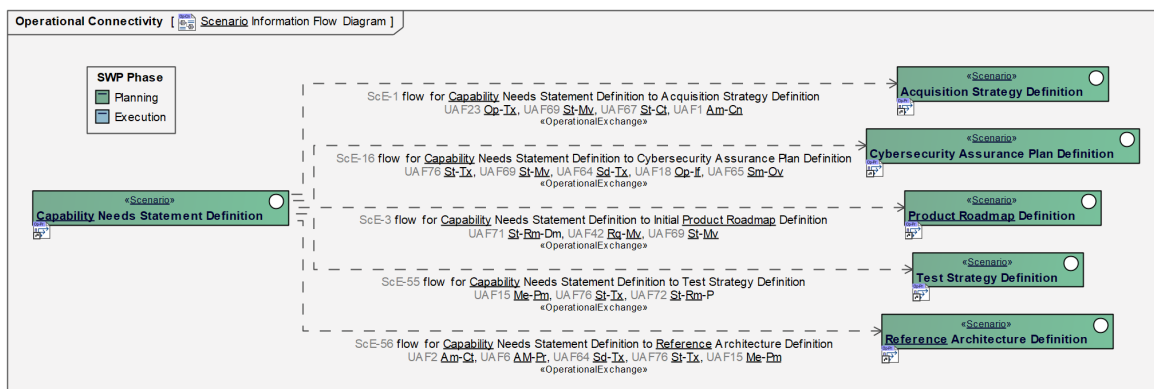 Operational Connectivity [ Scenario Information Flow Diagram ]
SWP Phase
Planning
Execution
«Scenario»
Capability Needs Statement Definition
ScE-1 flow for Capability Needs Statement Definition to Acquisition Strategy Definition
UAF23 Op-Tx, UAF69 St-Mv, UAF67 St-Ct, UAF1 Am-Cn
«OperationalExchange»
«Scenario»
Acquisition Strategy Definition
ScE-16 flow for Capability Needs Statement Definition to Cybersecurity Assurance Plan Definition
UAF76 St-Tx, UAF69 St-Mv, UAF64 Sd-Tx, UAF18 Op-If, UAF65 Sm-Ov
«OperationalExchange»
«Scenario»
Cybersecurity Assurance Plan Definition
ScE-3 flow for Capability Needs Statement Definition to Initial Product Roadmap Definition
UAF71 St-Rm-Dm, UAF42 Rq-Mv, UAF69 St-Mv
«OperationalExchange»
«Scenario»
Product Roadmap Definition
ScE-55 flow for Capability Needs Statement Definition to Test Strategy Definition
UAF15 Me-Pm, UAF76 St-Tx, UAF72 St-Rm-P
«OperationalExchange»
«Scenario»
Test Strategy Definition
ScE-56 flow for Capability Needs Statement Definition to Reference Architecture Definition
UAF2 Am-Ct, UAF6 AM-Pr, UAF64 Sd-Tx, UAF76 St-Tx, UAF15 Me-Pm
«OperationalExchange»
«Scenario»
Reference Architecture Definition